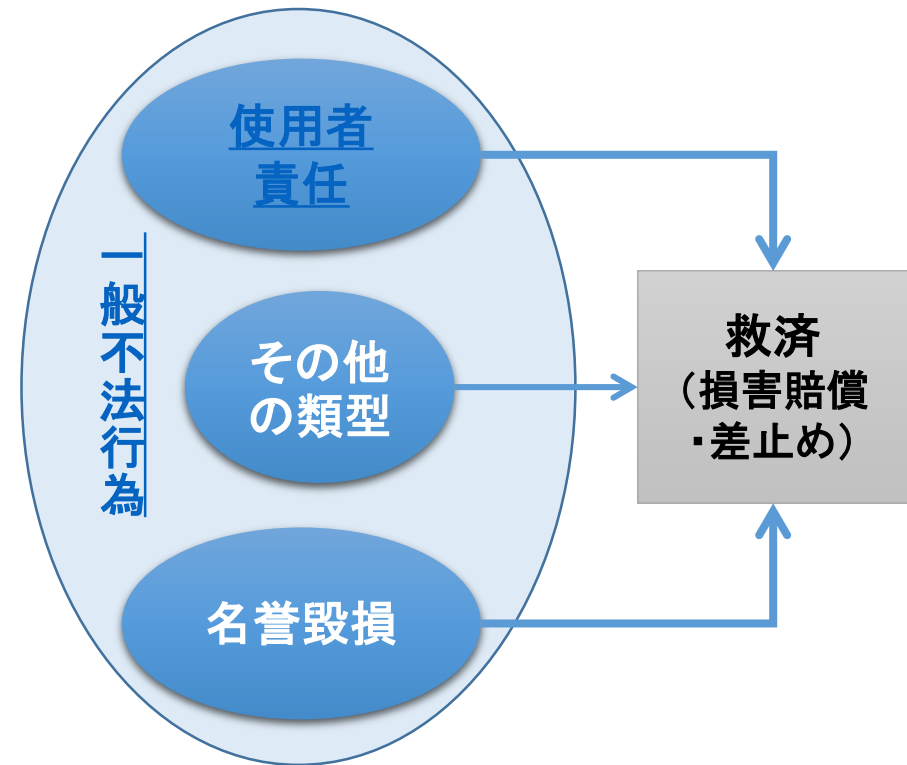 使用者
責任
一般不法行為
その他
の類型
名誉毀損
救済
（損害賠償
・差止め）